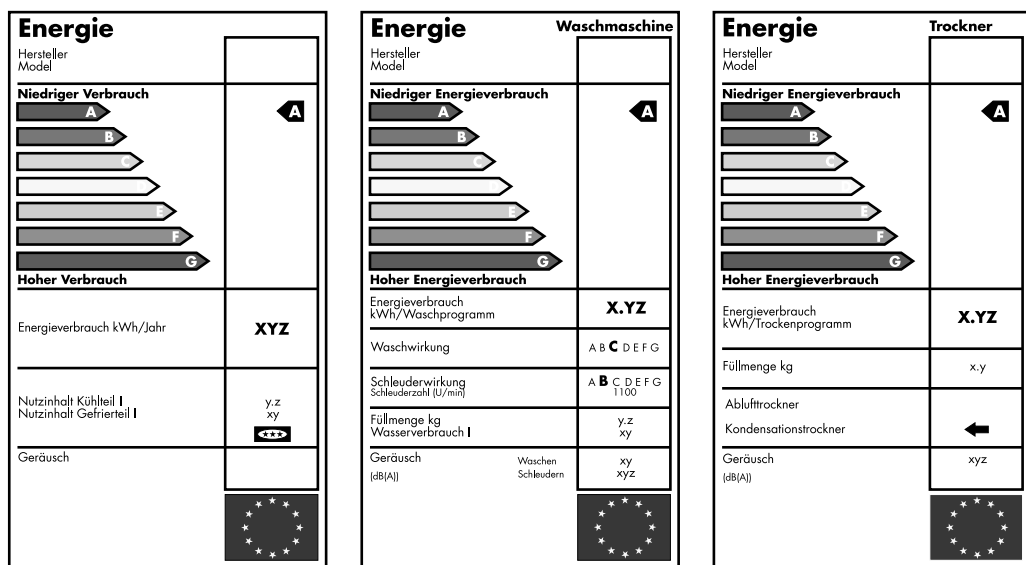 Energie
Hersteller
Model
Niedriger Verbrauch
A
A
B
C
D
E
F
G
Hoher Verbrauch
Energieverbrauch kWh/Jahr
XYZ
Nutzinhalt Kühlteil l
y.z
Nutzinhalt Gefrierteil l
xy
Geräusch
Energie
Waschmaschine
Hersteller
Model
Niedriger Energieverbrauch
A
A
B
C
D
E
F
G
Hoher Energieverbrauch
Energieverbrauch
kWh/Waschprogramm
X.YZ
Waschwirkung
A B C D E F G
Schleuderwirkung
A B C D E F G
Schleuderzahl (U/min)
1100
Füllmenge kg
y.z
Wasserverbrauch l
xy
Geräusch
Waschen
xy
(dB(A))
Schleudern
xyz
Energie
Trockner
Hersteller
Model
Niedriger Energieverbrauch
A
A
B
C
D
E
F
G
Hoher Energieverbrauch
Energieverbrauch
kWh/Trockenprogramm
X.YZ
Füllmenge kg
x.y
Ablufttrockner
Kondensationstrockner
Geräusch
xyz
(dB(A))